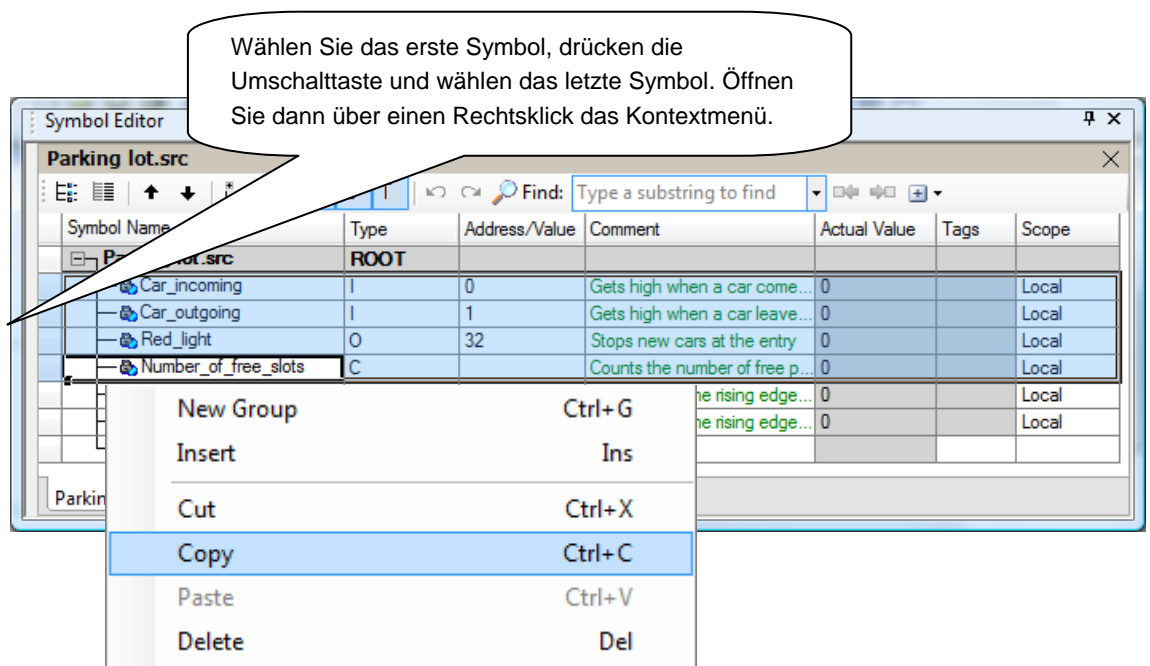 Wählen Sie das erste Symbol, drücken die
Umschalttaste und wählen das letzte Symbol. Öffnen
Sie dann über einen Rechtsklick das Kontextmenü.
Symbol Editor
Parking lot.src
Find: Type a substring to find
Symbol Name Type Address/Value Comment Actual Value Tags Scope
lot.src ROOT
Car_incoming I 0 Gets high when a car come... 0 Local
Car_outgoing I 1 Gets high when a car leave... 0 Local
Red_light O 32 Stops new cars at the entry 0 Local
Number_of_free_slots C Counts the number of free p... 0 Local
he rising edge... 0 Local
he rising edge... 0 Local
Parkin
New Group Ctrl+G
Insert Ins
Cut Ctrl+X
Copy Ctrl+C
Paste Ctrl+V
Delete Del